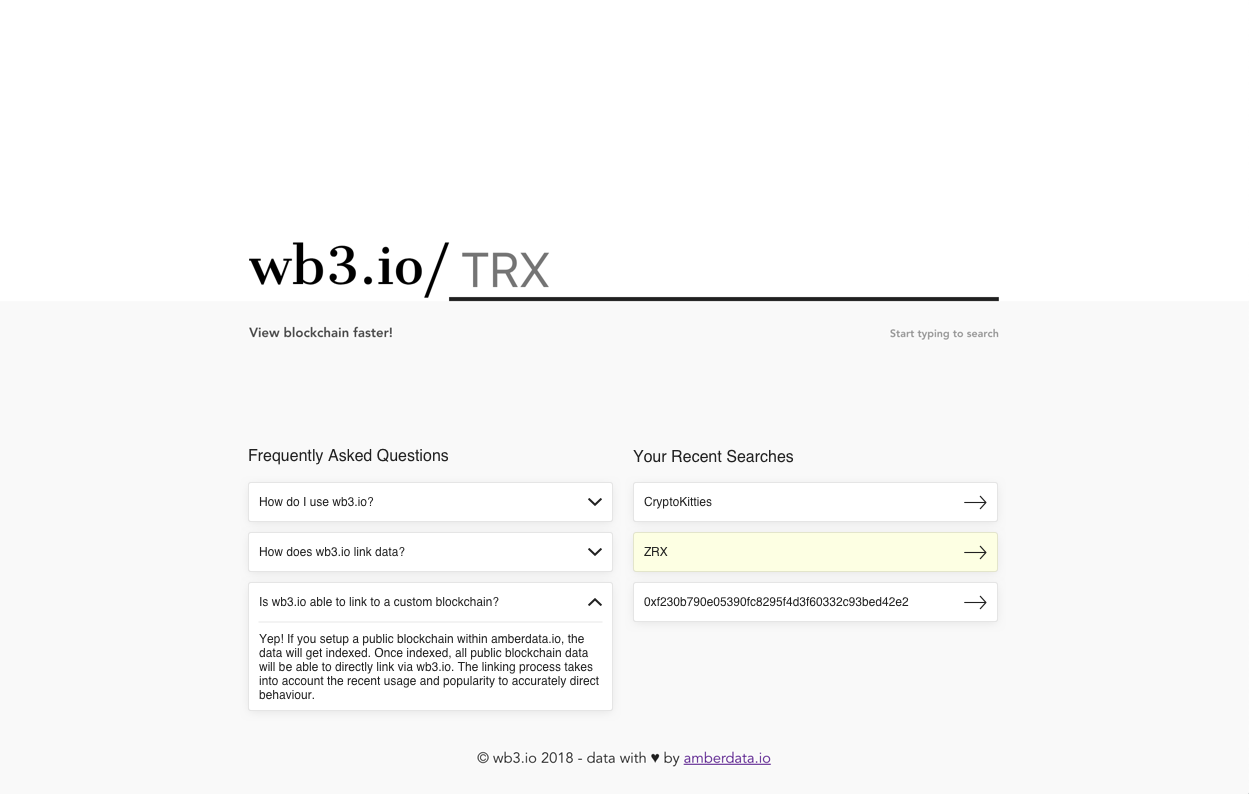 wb3.io/ TRX
View blockchain faster!
Start typing to search
Frequently Asked Questions
How do I use wb3.io?
How does wb3.io link data?
Is wb3.io able to link to a custom blockchain?
Yep! If you setup a public blockchain within amberdata.io, the
data will get indexed. Once indexed, all public blockchain data
will be able to directly link via wb3.io. The linking process takes
into account the recent usage and popularity to accurately direct
behaviour.
Your Recent Searches
CryptoKitties
ZRX
0xf230b790e05390fc8295f4d3f60332c93bed42e2
© wb3.io 2018 - data with ♥ by amberdata.io